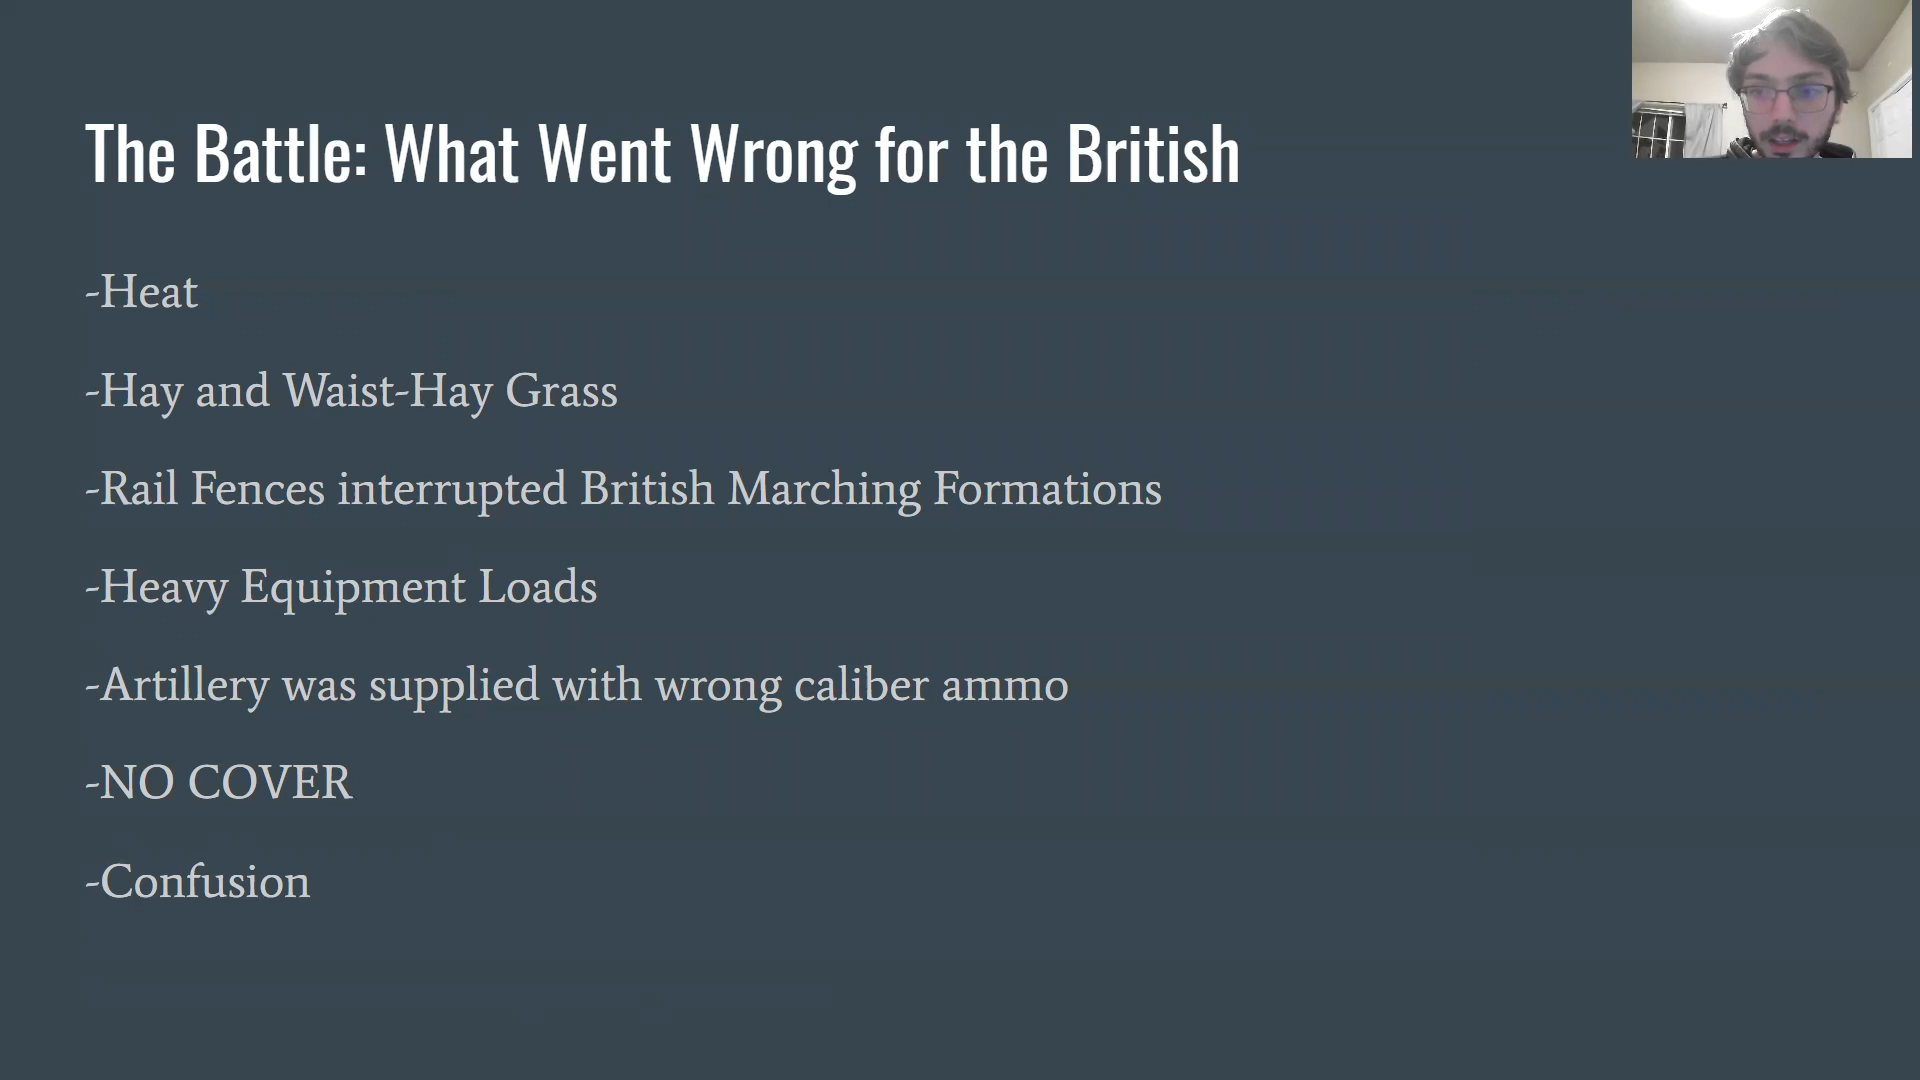 The Battle: What Went Wrong for the British
-Heat
-Hay and Waist-Hay Grass
-Rail Fences interrupted British Marching Formations
-Heavy Equipment Loads
-Artillery was supplied with wrong caliber ammo
-NO COVER
-Confusion